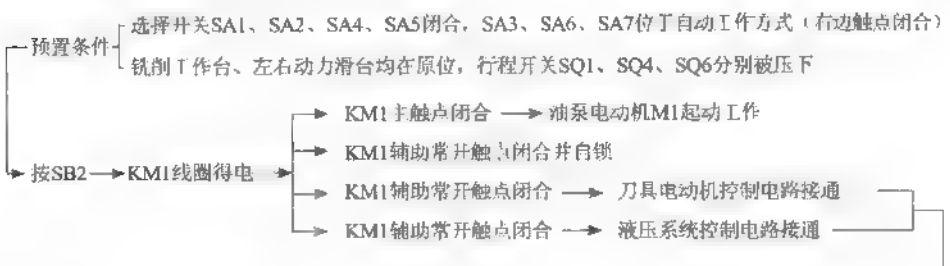 选择开关SA1、SA2、SA4、SA5闭合，SA3、SA6、SA7位于自动工作方式（右边触点闭合）
预置条件
铣削工作台、左右动力滑台均在原位，行程开关SQ1、SQ4、SQ6分别被压下
KM1主触点闭合 → 油泵电动机M1起动工作
KM1辅助常开触点闭合并自锁
按SB2 → KM1线圈得电
KM1辅助常开触点闭合 → 刀具电动机控制电路接通
KM1辅助常开触点闭合 → 液压系统控制电路接通